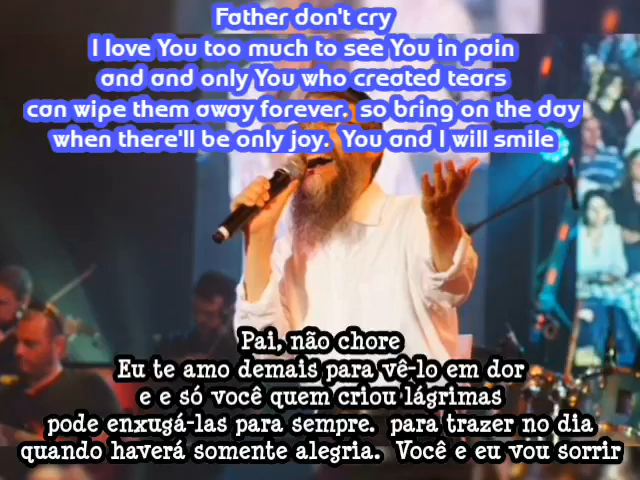 Father don't cry
I love You too much to see You in pain
and and only You who created tears
can wipe them away forever.  so bring on the day
when there'll be only joy.  You and I will smile
Pai, não chore
Eu te amo demais para vê-lo em dor
e e só você quem criou lágrimas
pode enxugá-las para sempre.  para trazer no dia
quando haverá somente alegria.  Você e eu vou sorrir